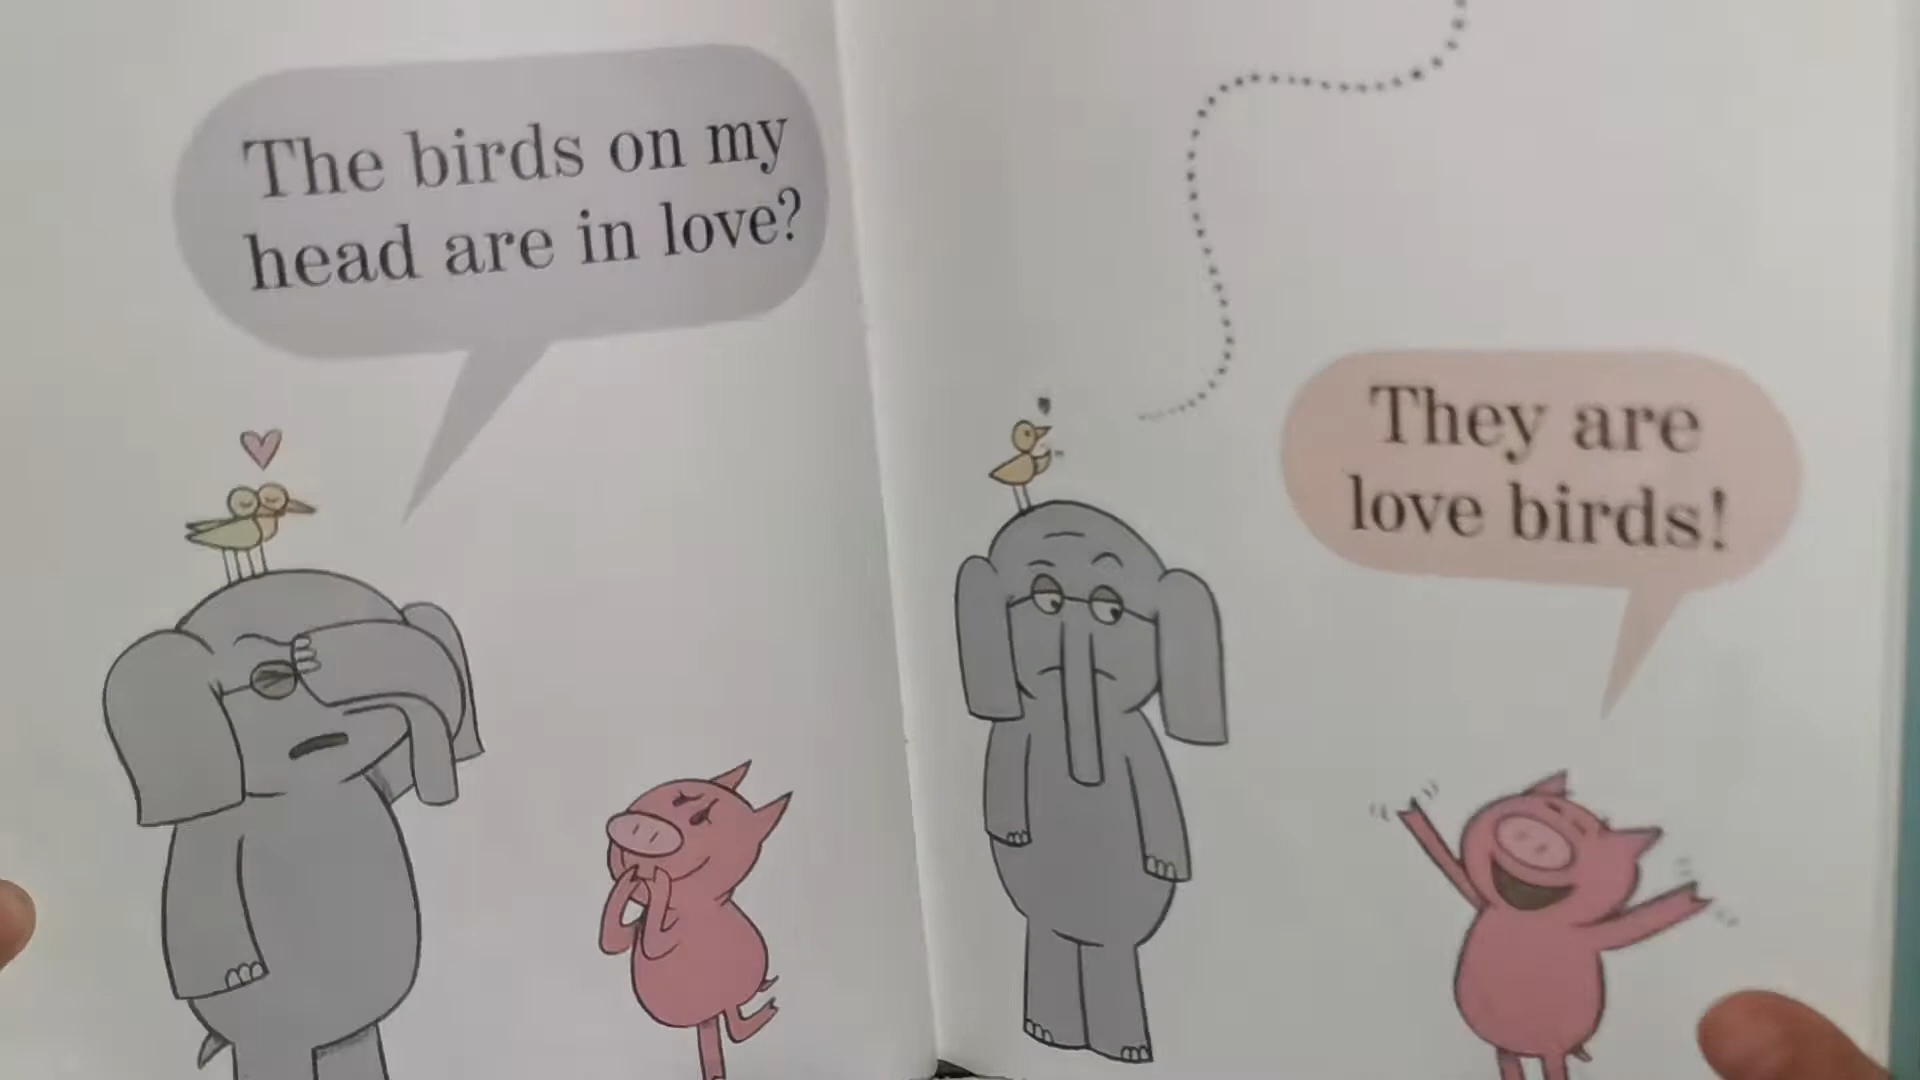 The birds on my
head are in love?
They are
love birds!